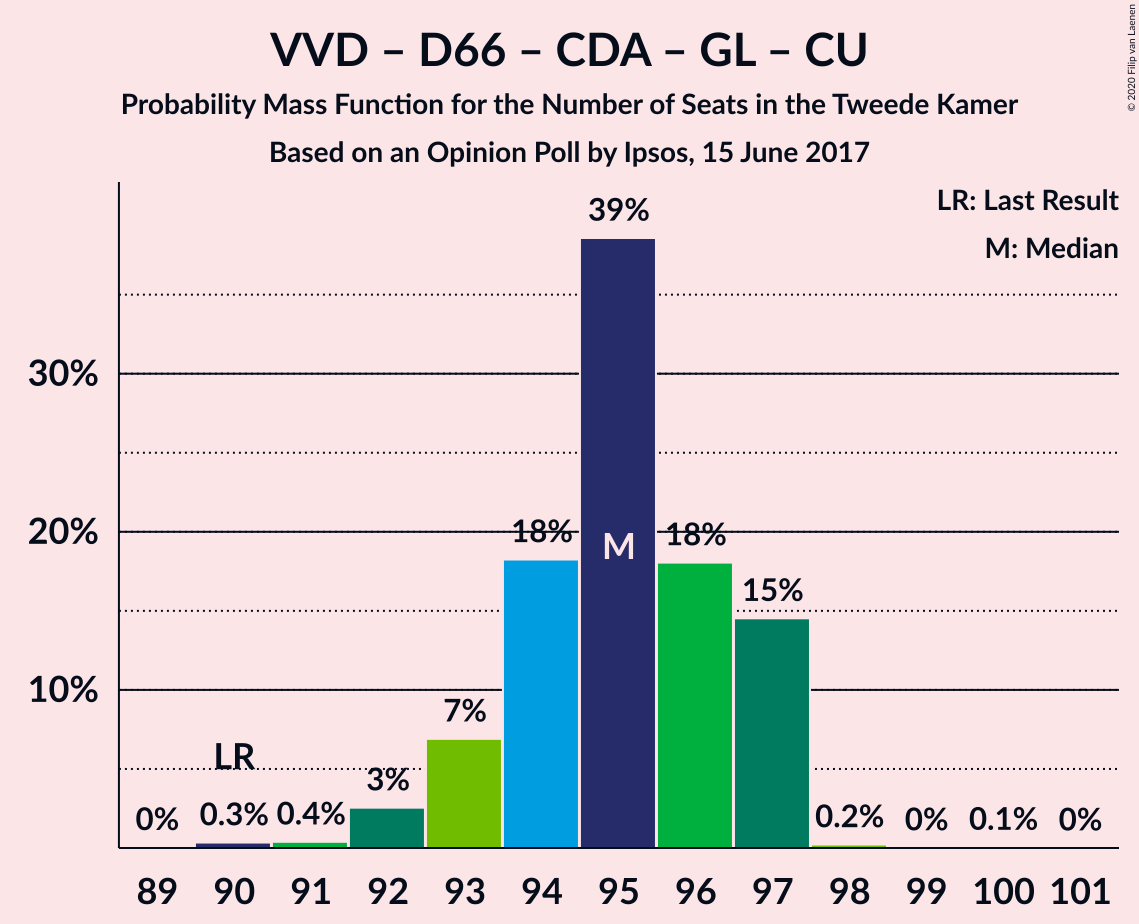 VVD – D66 – CDA – GL – CU
Probability Mass Function for the Number of Seats in the Tweede Kamer
Based on an Opinion Poll by Ipsos, 15 June 2017
© 2020 Filip van Laenen
LR: Last Result
M: Median
39%
30%
20%
18%
M
18%
15%
10%
7%
LR
3%
0%
0.3%
0.4%
0.2%
0%
0.1%
0%
89 90 91 92 93 94 95 96 97 98 99 100 101